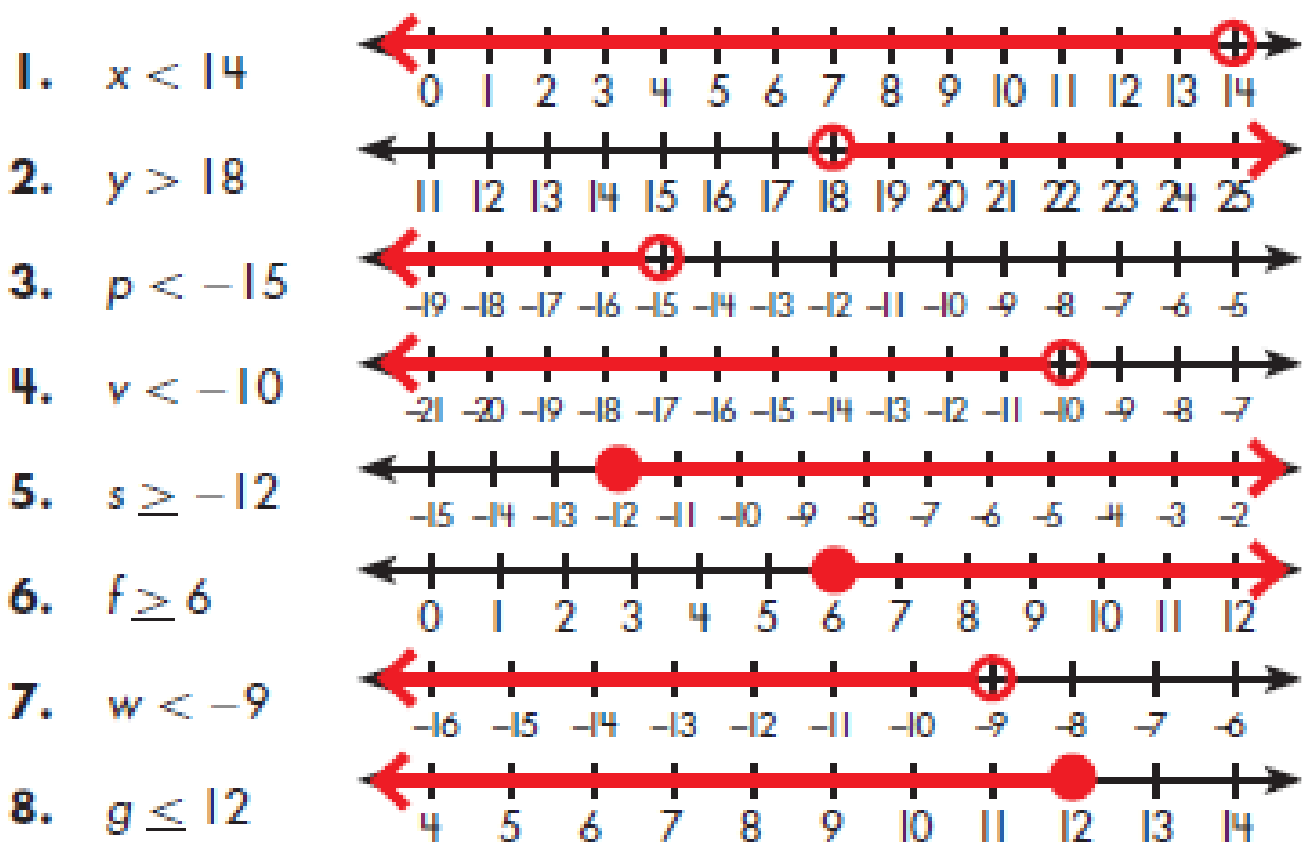 1. x < 14
0 1 2 3 4 5 6 7 8 9 10 11 12 13 14
2. y > 18
11 12 13 14 15 16 17 18 19 20 21 22 23 24 25
3. p < −15
−19 −18 −17 −16 −15 −14 −13 −12 −11 −10 −9 −8 −7 −6 −5
4. v < −10
−21 −20 −19 −18 −17 −16 −15 −14 −13 −12 −11 −10 −9 −8 −7
5. s ≥ −12
−15 −14 −13 −12 −11 −10 −9 −8 −7 −6 −5 −4 −3 −2
6. f ≥ 6
0 1 2 3 4 5 6 7 8 9 10 11 12
7. w < −9
−16 −15 −14 −13 −12 −11 −10 −9 −8 −7 −6
8. g ≤ 12
4 5 6 7 8 9 10 11 12 13 14